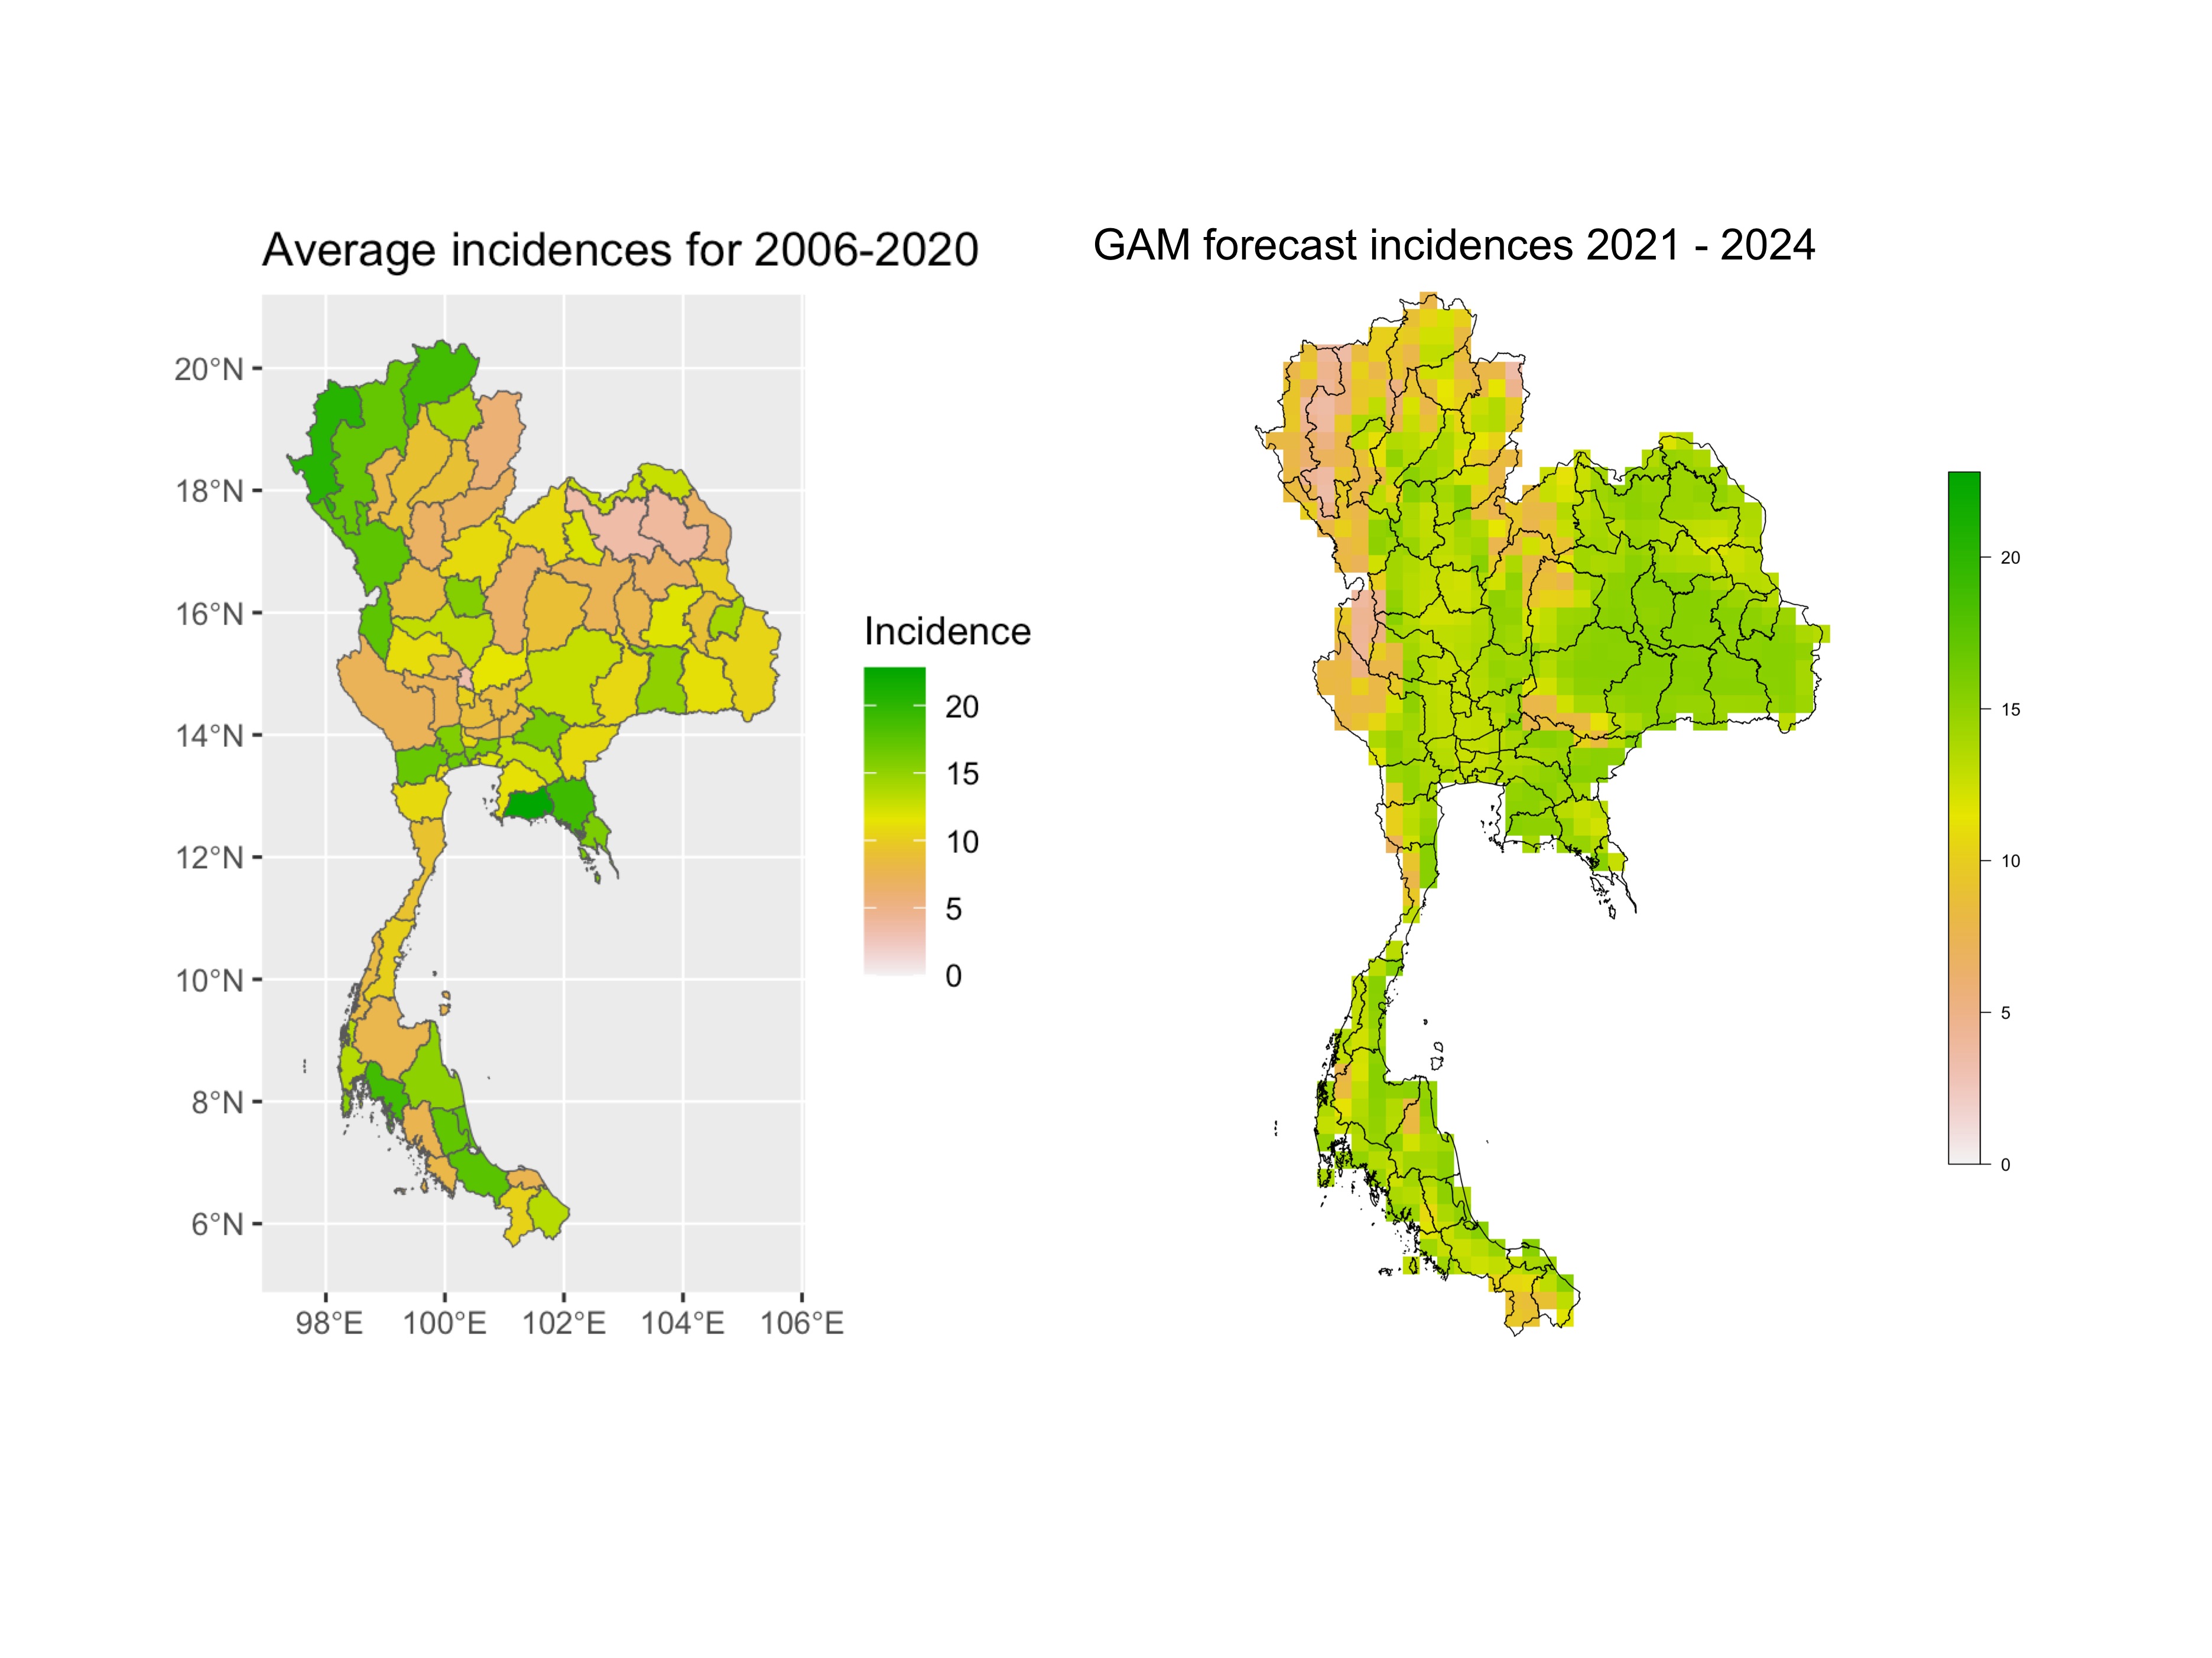 Average incidences for 2006-2020
20°N
18°N
16°N
14°N
12°N
10°N
8°N
6°N
98°E 100°E 102°E 104°E 106°E
Incidence
20
15
10
5
0
GAM forecast incidences 2021 - 2024
20
15
10
5
0